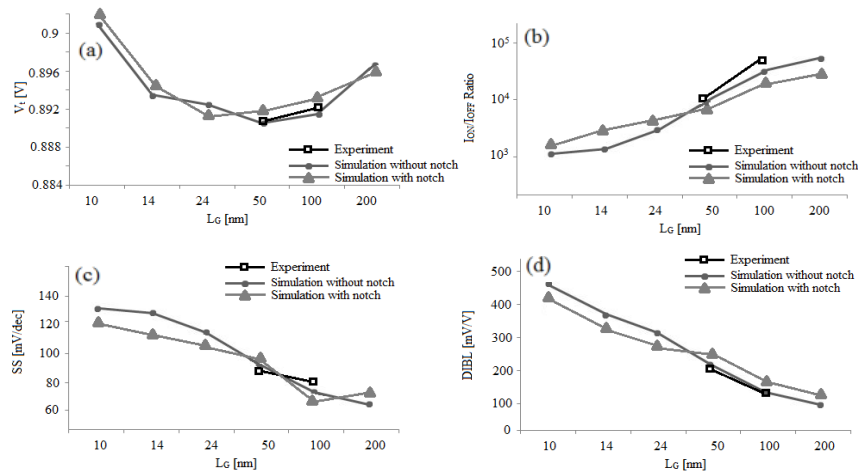 (a)
Vt [V]
0.9
0.896
0.892
0.888
0.884
Experiment
Simulation without notch
Simulation with notch
10 14 24 50 100 200
LG [nm]
(b)
ION/IOFF Ratio
10^5
10^4
10^3
Experiment
Simulation without notch
Simulation with notch
10 14 24 50 100 200
LG [nm]
(c)
SS [mV/dec]
140
120
100
80
60
Experiment
Simulation without notch
Simulation with notch
10 14 24 50 100 200
LG [nm]
(d)
DIBL [mV/V]
500
400
300
200
100
0
Experiment
Simulation without notch
Simulation with notch
10 14 24 50 100 200
LG [nm]